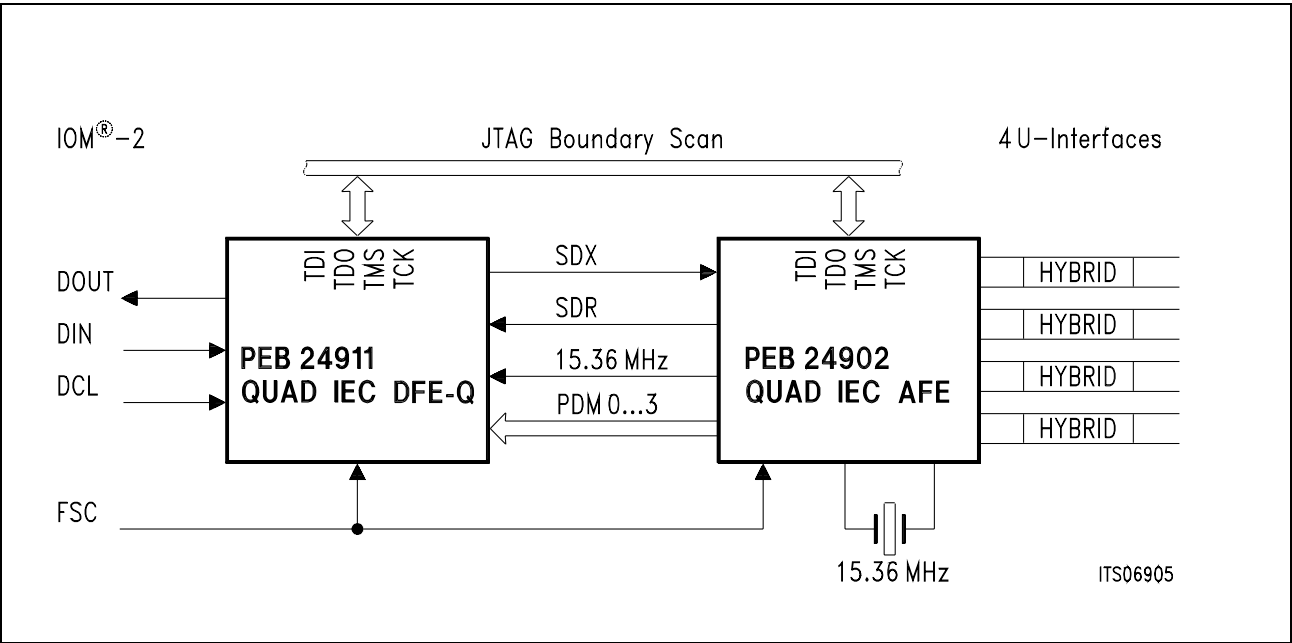 IOM®-2
JTAG Boundary Scan
4 U-Interfaces
TDI
TDO
TMS
TCK
TDI
TDO
TMS
TCK
DOUT
DIN
DCL
FSC
PEB 24911
QUAD IEC DFE-Q
SDX
SDR
15.36 MHz
PDM 0...3
PEB 24902
QUAD IEC AFE
HYBRID
HYBRID
HYBRID
HYBRID
15.36 MHz
ITS06905